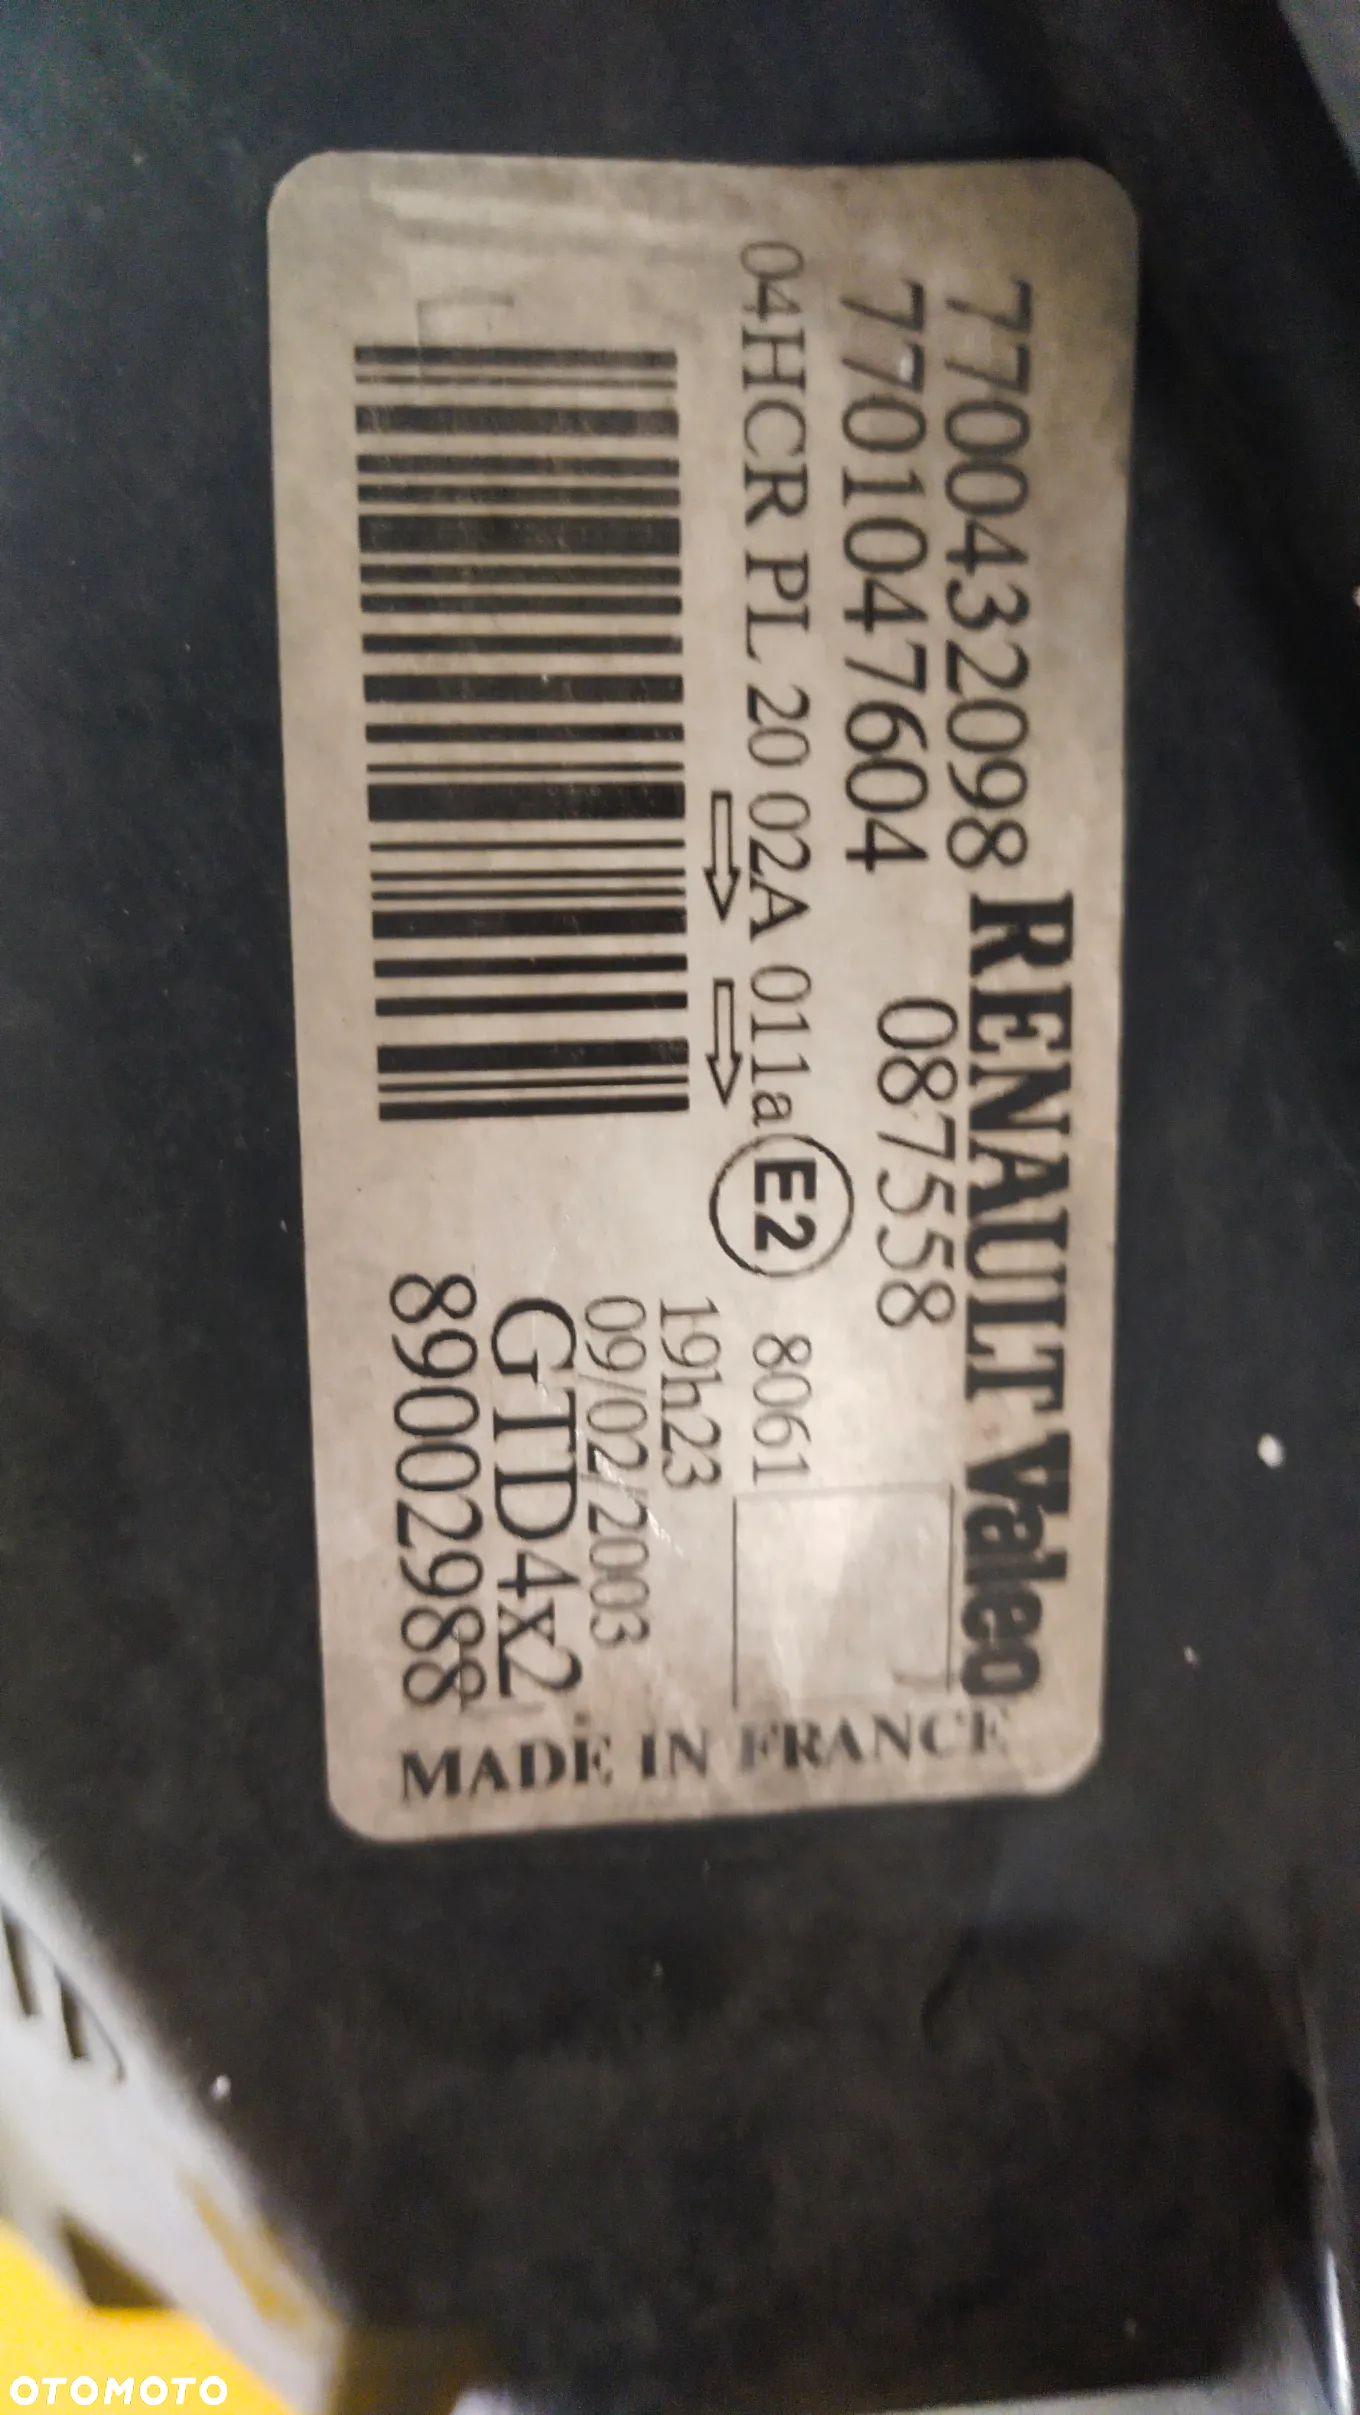 7700432098 RENAULT Valeo
7701047604 087558
04HCR PL 20 02A 011a E2 8061
19h23
09/02/2003
GTD4x2
89002988
MADE IN FRANCE
OTOMOTO